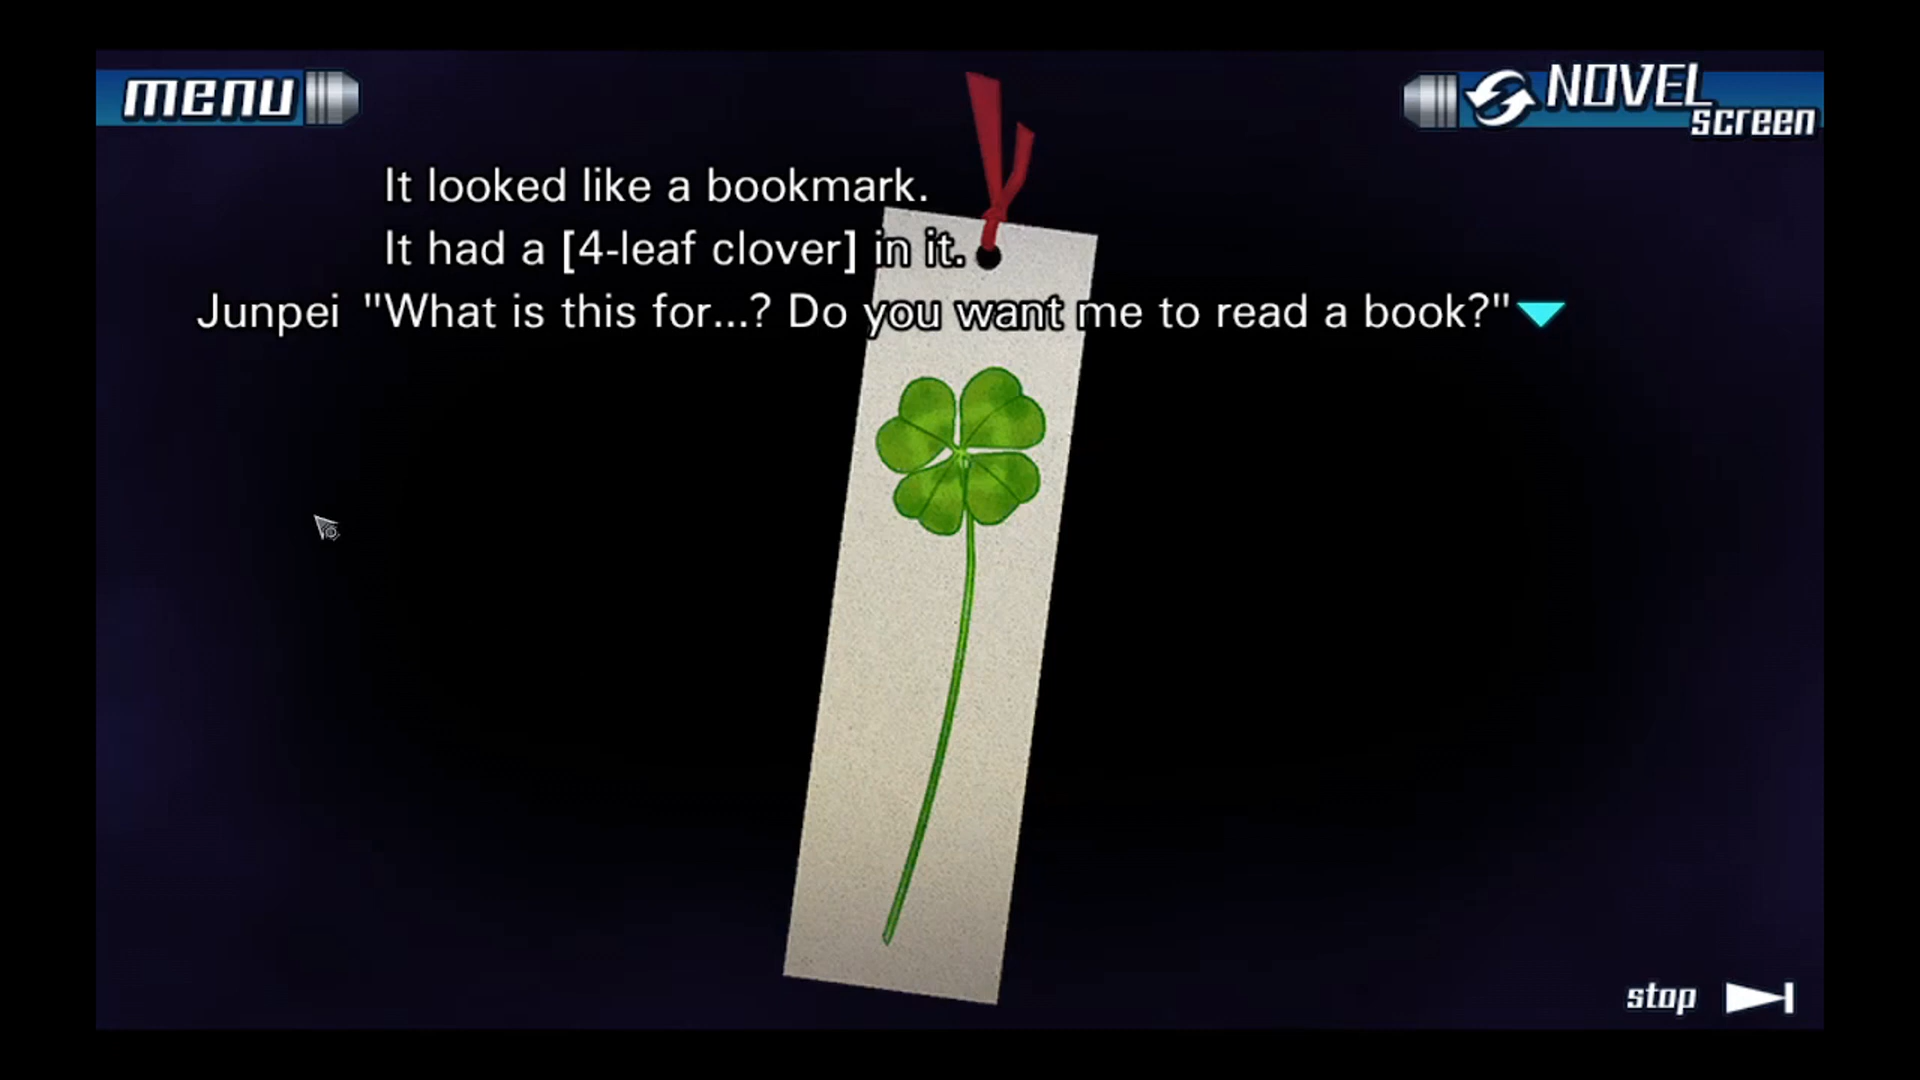 menu
NOVEL
screen
It looked like a bookmark.
It had a [4-leaf clover] in it.
Junpei "What is this for...? Do you want me to read a book?"
stop